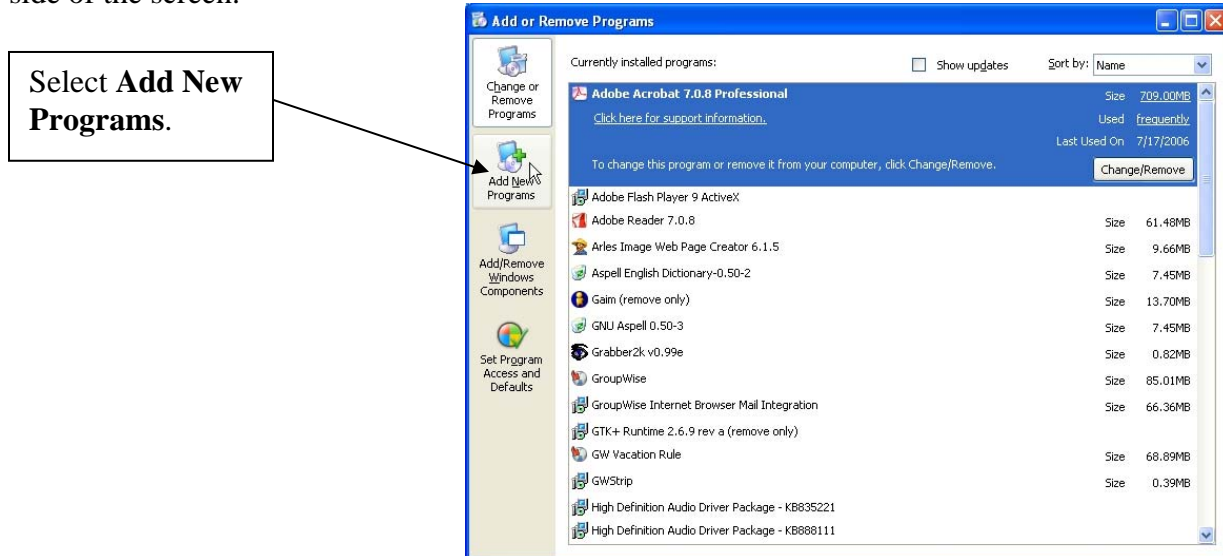 side of the screen.
Select Add New
Programs.
Add or Remove Programs
Change or
Remove
Programs
Add New
Programs
Add/Remove
Windows
Components
Set Program
Access and
Defaults
Currently installed programs:
Show updates
Sort by: Name
Adobe Acrobat 7.0.8 Professional Size 709.00MB
Click here for support information. Used frequently
Last Used On 7/17/2006
To change this program or remove it from your computer, click Change/Remove. Change/Remove
Adobe Flash Player 9 ActiveX
Adobe Reader 7.0.8 Size 61.48MB
Arles Image Web Page Creator 6.1.5 Size 9.66MB
Aspell English Dictionary-0.50-2 Size 7.45MB
Gaim (remove only) Size 13.70MB
GNU Aspell 0.50-3 Size 7.45MB
Grabber2k v0.99e Size 0.82MB
GroupWise Size 85.01MB
GroupWise Internet Browser Mail Integration Size 66.36MB
GTK+ Runtime 2.6.9 rev a (remove only)
GW Vacation Rule Size 68.89MB
GWStrip Size 0.39MB
High Definition Audio Driver Package - KB835221
High Definition Audio Driver Package - KB888111